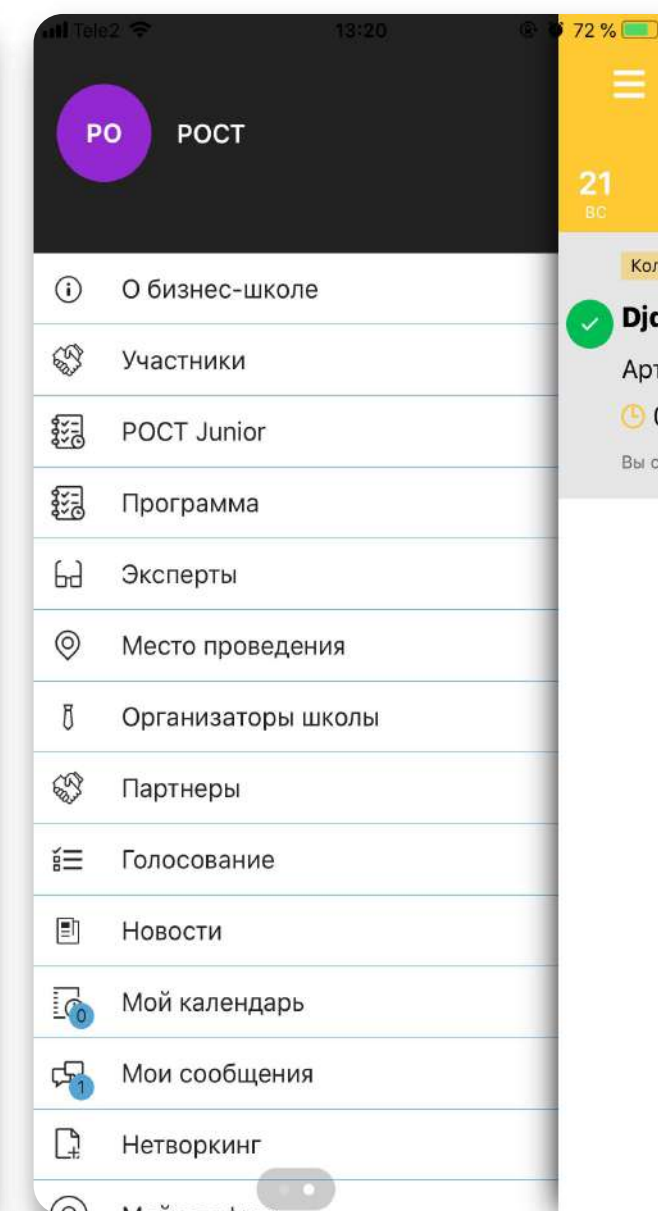 Tele2 13:20 72 %
РО РОСТ
21
ВС
О бизнес-школе
Участники
РОСТ Junior
Программа
Эксперты
Место проведения
Организаторы школы
Партнеры
Голосование
Новости
Мой календарь
0
Мои сообщения
1
Нетворкинг
Вы